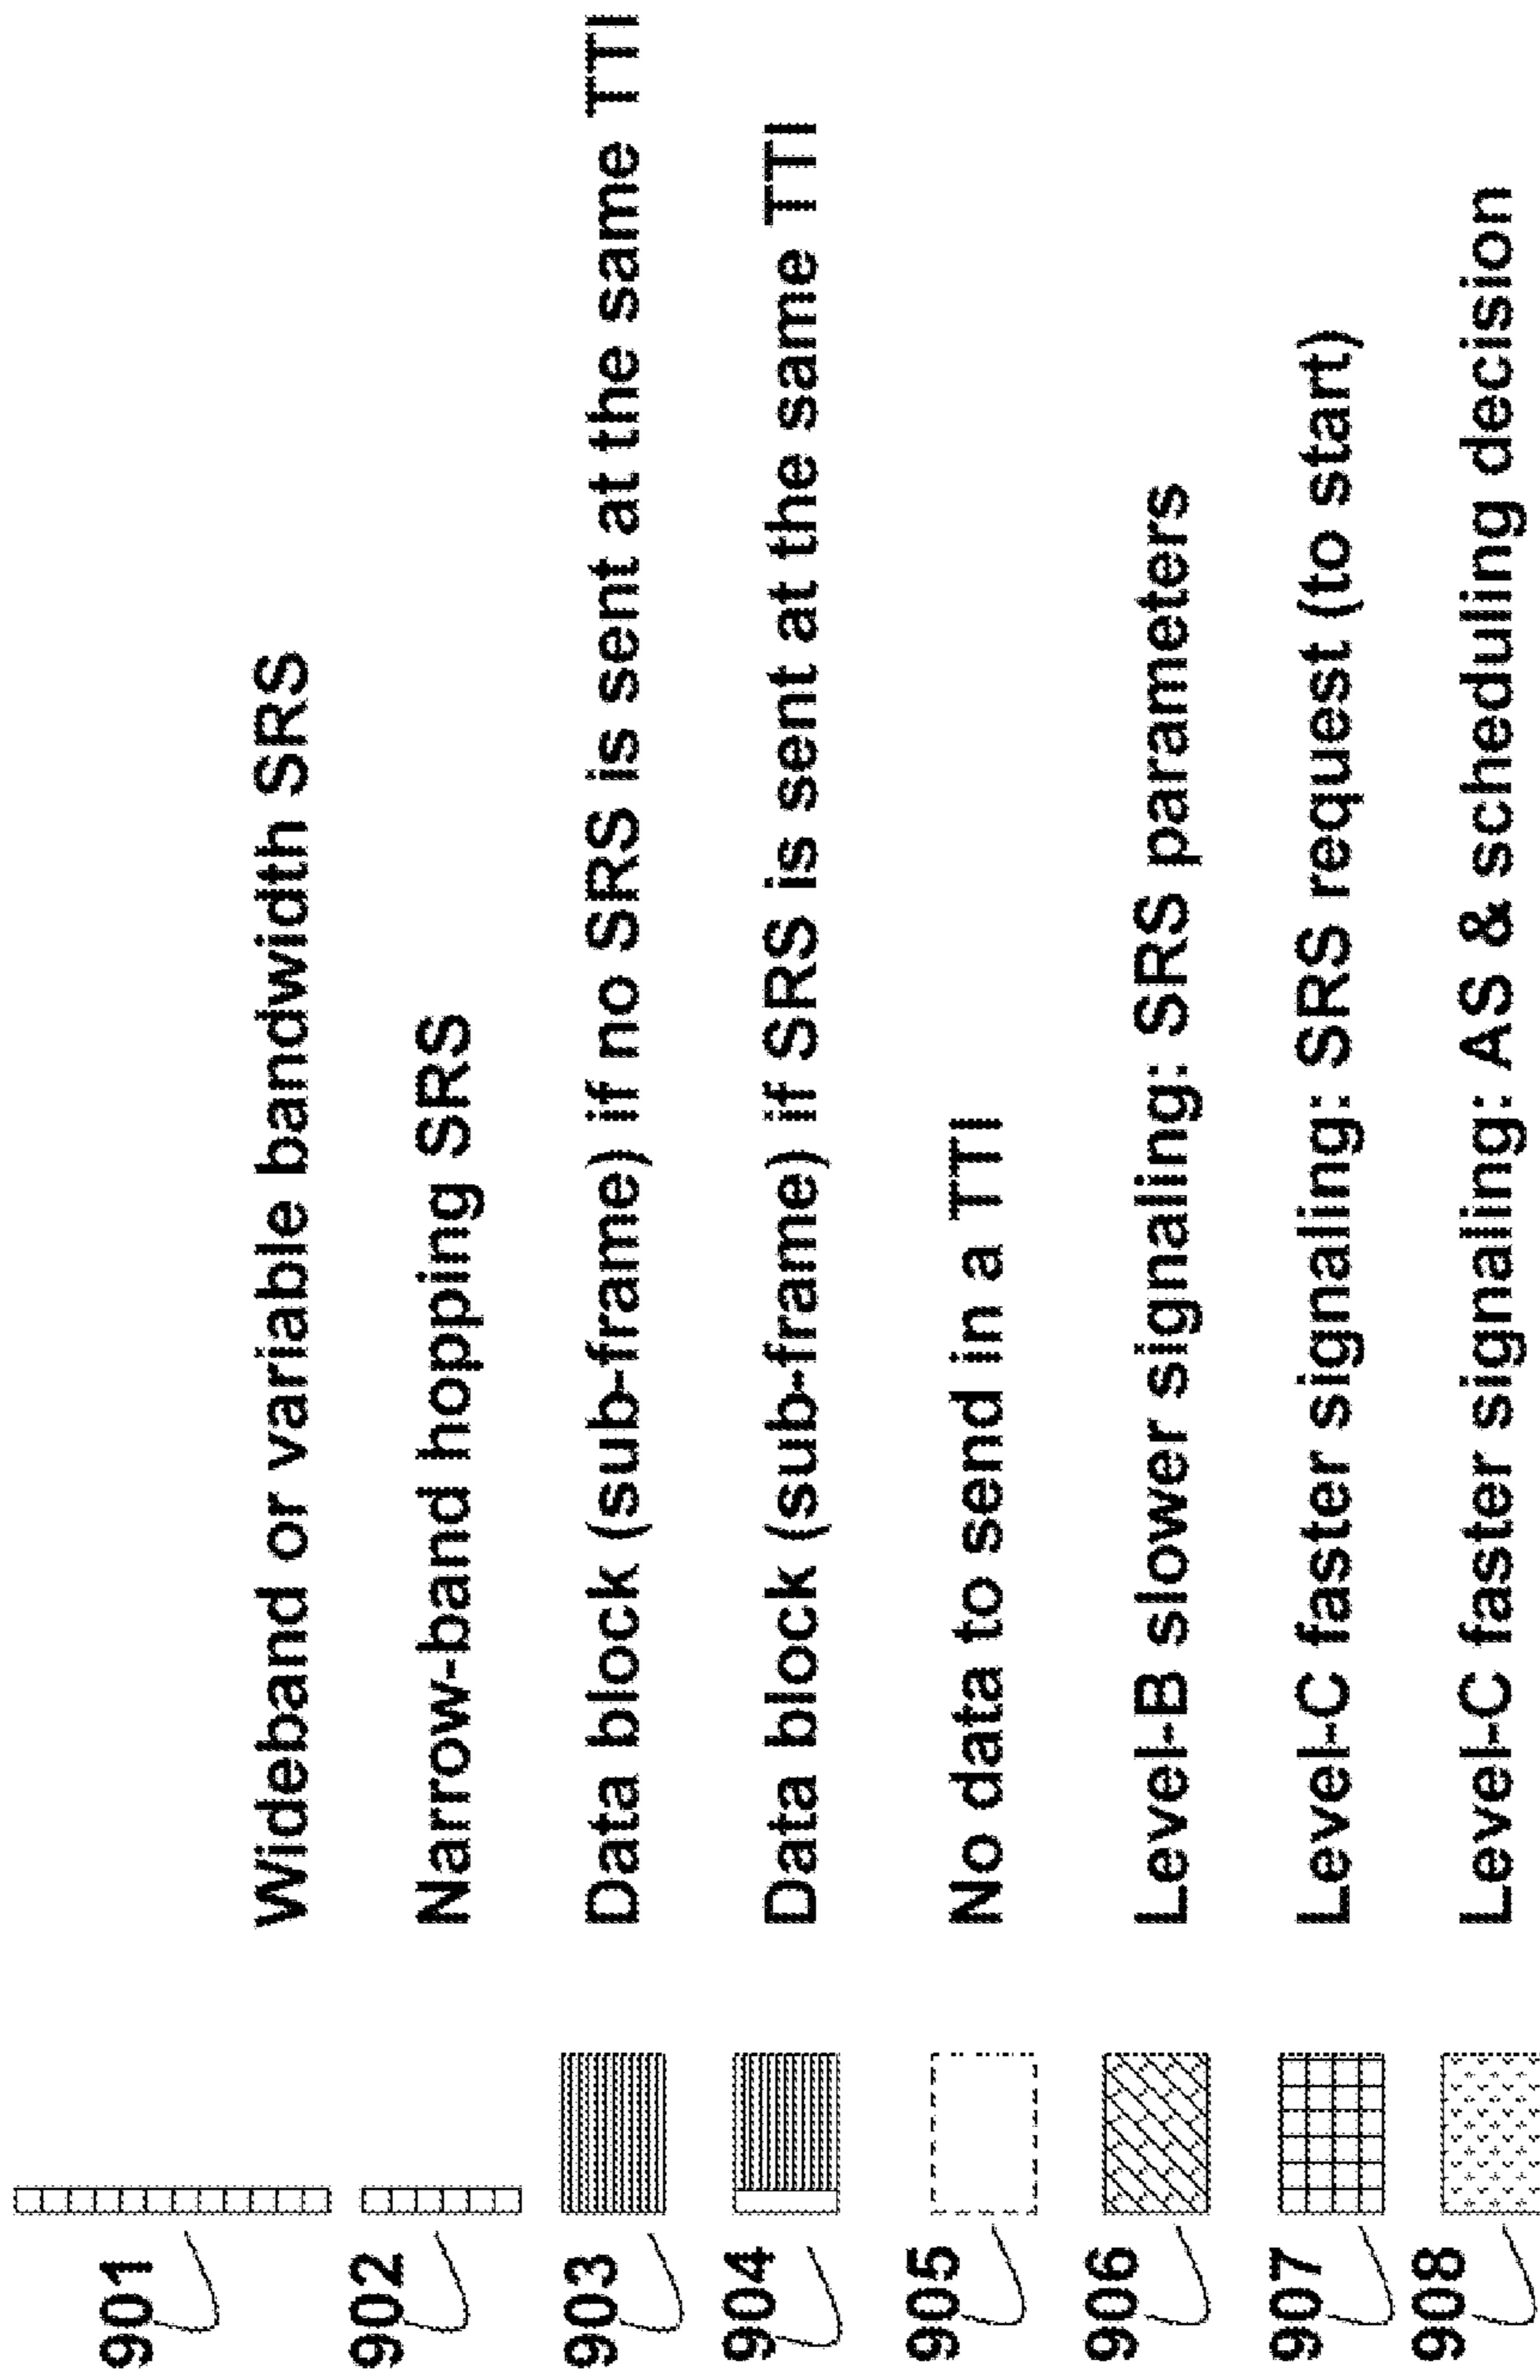 901 Wideband or variable bandwidth SRS
902 Narrow-band hopping SRS
903 Data block (sub-frame) if no SRS is sent at the same TTI
904 Data block (sub-frame) if SRS is sent at the same TTI
905 No data to send in a TTI
906 Level-B slower signaling: SRS parameters
907 Level-C faster signaling: SRS request (to start)
908 Level-C faster signaling: AS & scheduling decision